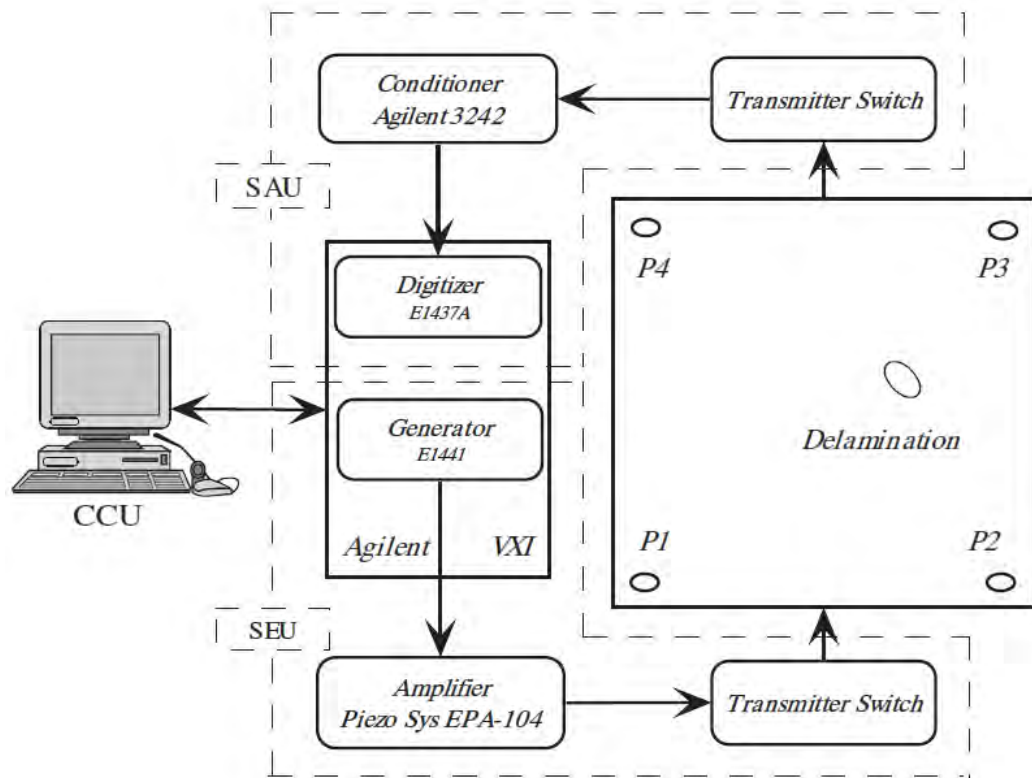 Conditioner
Agilent 3242
Transmitter Switch
SAU
P4
P3
Digitizer
E1437A
Generator
E1441
Delamination
CCU
Agilent VXI
P1
P2
SEU
Amplifier
Piezo Sys EPA-104
Transmitter Switch